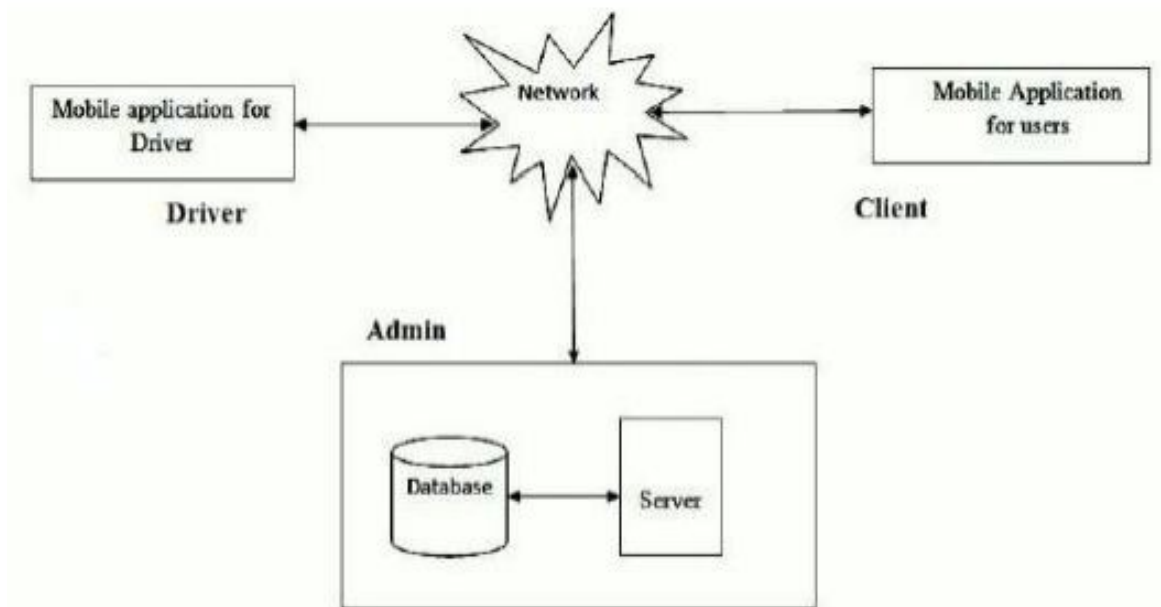 Network
Mobile application for
Driver
Mobile Application
for users
Driver
Client
Admin
Database
Server